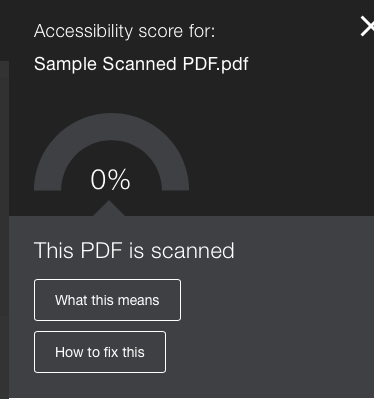 Accessibility score for:
Sample Scanned PDF.pdf
0%
This PDF is scanned
What this means
How to fix this